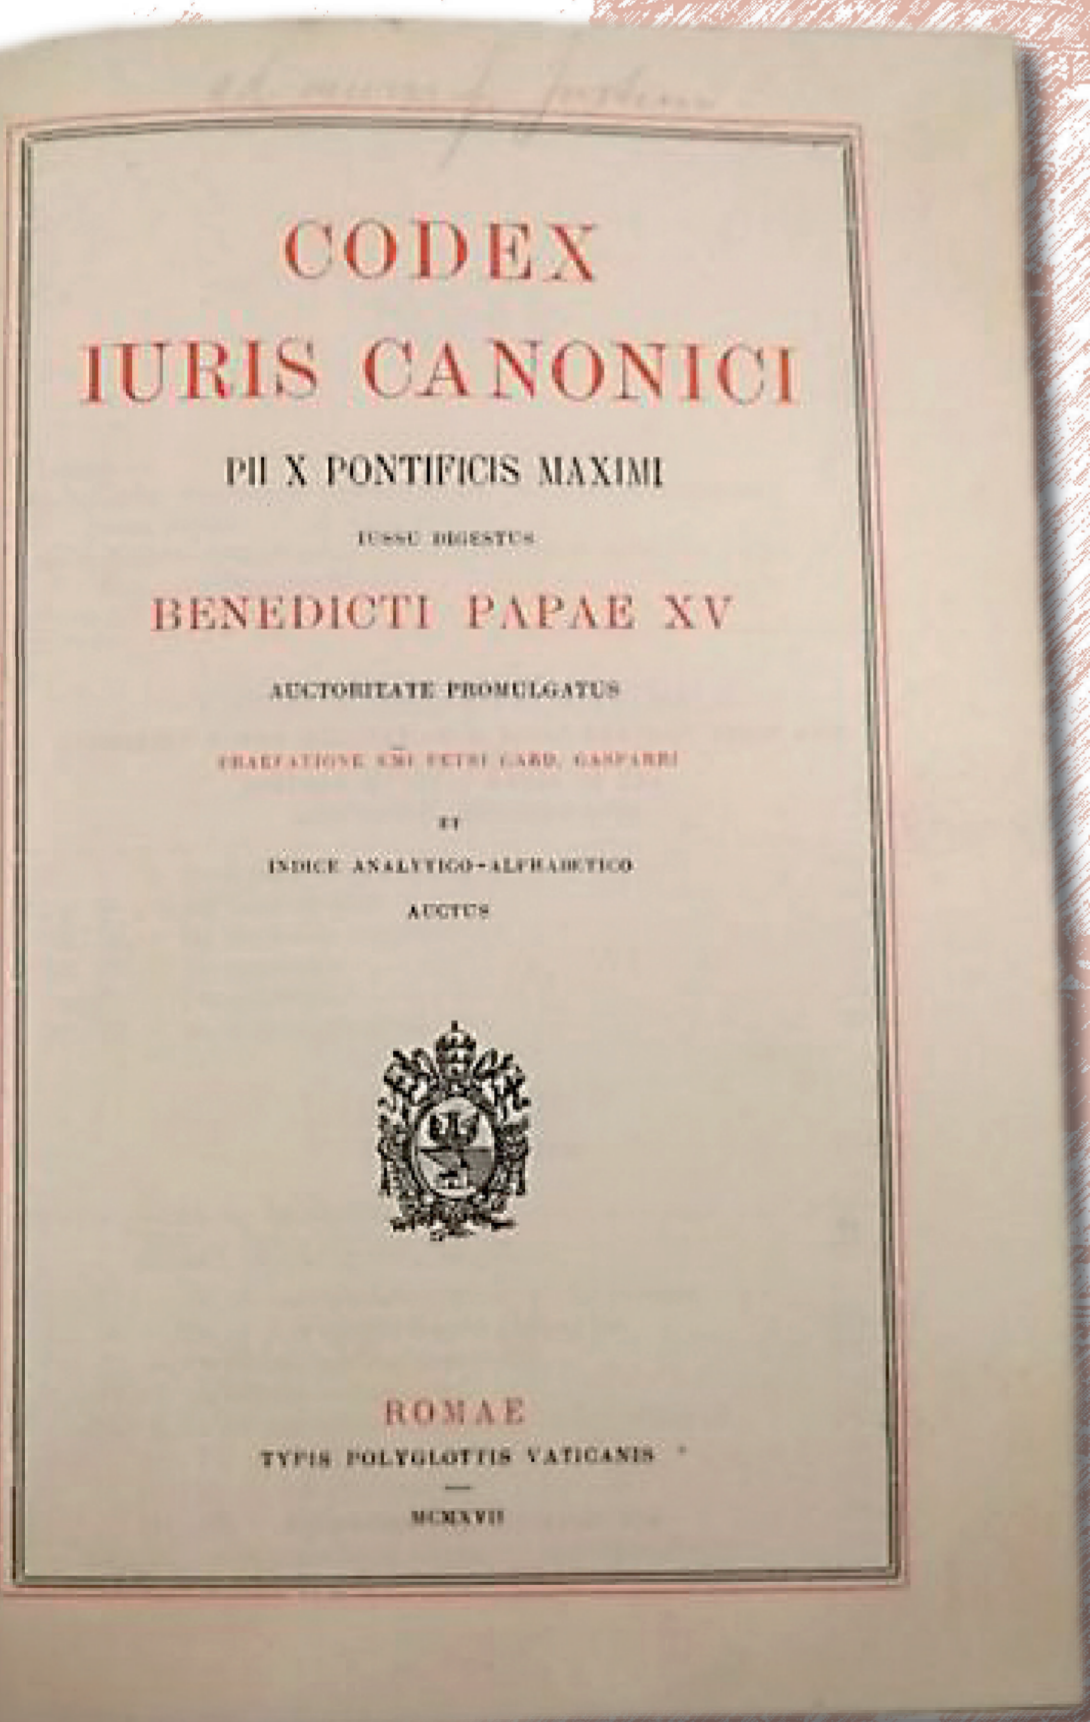 CODEX
IURIS CANONICI
PII X PONTIFICIS MAXIMI
IUSSU DIGESTUS
BENEDICTI PAPAE XV
AUCTORITATE PROMULGATUS
PRAEFATIONE EMI PETRI CARD. GASPARRI
ET
INDICE ANALYTICO-ALPHABETICO
AUCTUS
ROMAE
TYPIS POLYGLOTTIS VATICANIS
MCMXVII